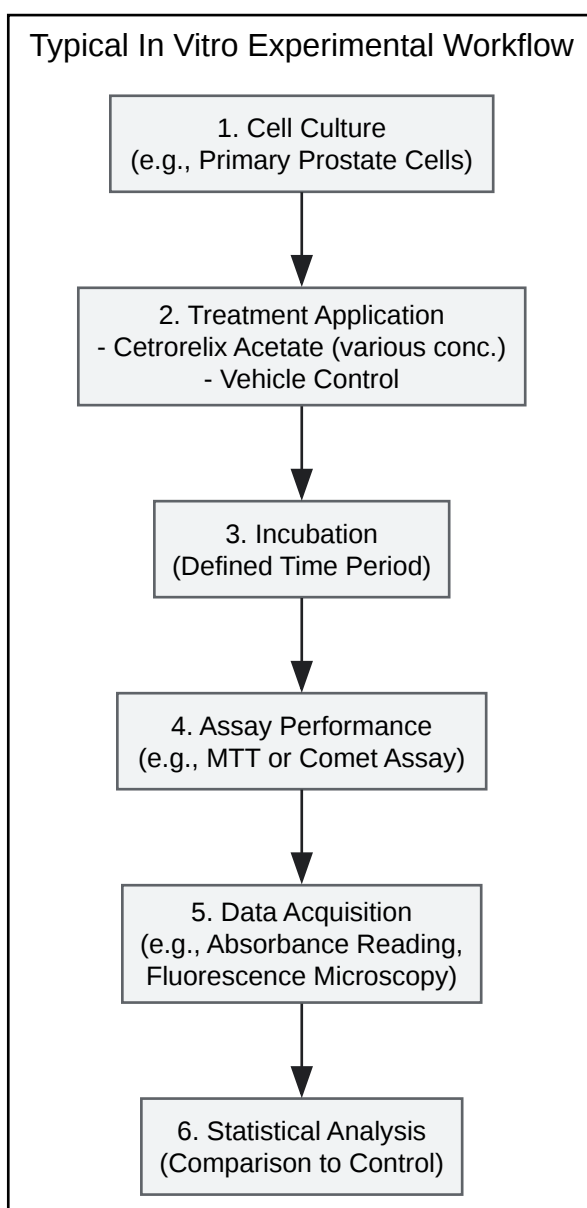 Typical In Vitro Experimental Workflow
1. Cell Culture
(e.g., Primary Prostate Cells)
2. Treatment Application
- Cetrorelix Acetate (various conc.)
- Vehicle Control
3. Incubation
(Defined Time Period)
4. Assay Performance
(e.g., MTT or Comet Assay)
5. Data Acquisition
(e.g., Absorbance Reading,
Fluorescence Microscopy)
6. Statistical Analysis
(Comparison to Control)